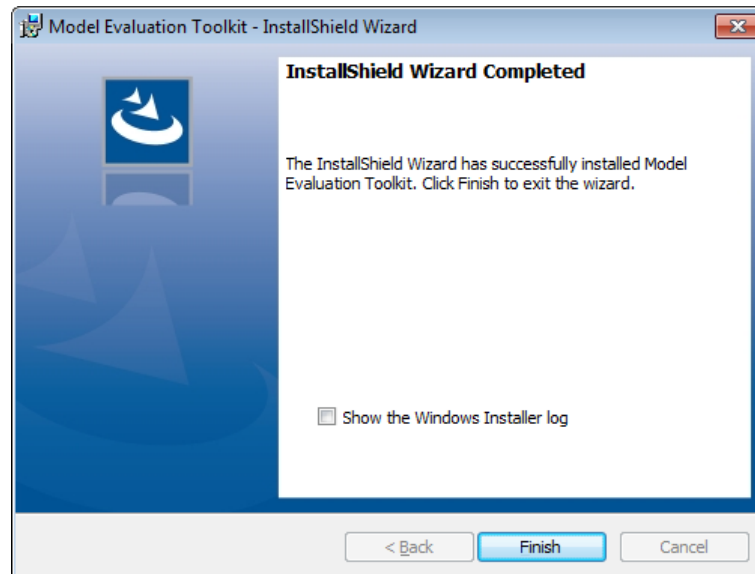 Model Evaluation Toolkit - InstallShield Wizard
InstallShield Wizard Completed
The InstallShield Wizard has successfully installed Model
Evaluation Toolkit. Click Finish to exit the wizard.
Show the Windows Installer log
< Back
Finish
Cancel